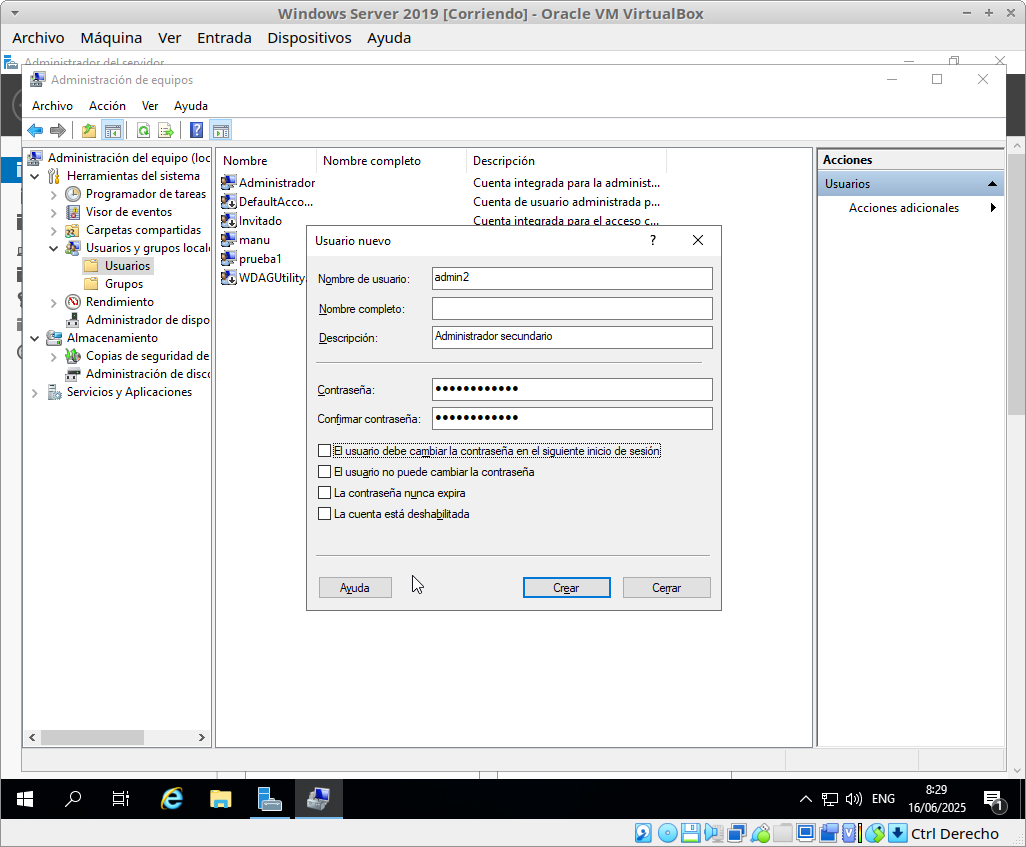 Windows Server 2019 [Corriendo] - Oracle VM VirtualBox
Archivo Máquina Ver Entrada Dispositivos Ayuda
Administrador del servidor
Administración de equipos
Archivo Acción Ver Ayuda
Administración del equipo (loc
Herramientas del sistema
Programador de tareas
Visor de eventos
Carpetas compartidas
Usuarios y grupos locale
Usuarios
Grupos
Rendimiento
Administrador de dispo
Almacenamiento
Copias de seguridad de
Administración de disco
Servicios y Aplicaciones
Nombre Nombre completo Descripción
Administrador Cuenta integrada para la administ...
DefaultAcco... Cuenta de usuario administrada p...
Invitado Cuenta integrada para el acceso c...
manu
prueba1
WDAGUtility
Acciones
Usuarios
Acciones adicionales
Usuario nuevo ?
Nombre de usuario: admin2
Nombre completo:
Descripción: Administrador secundario
Contraseña: ●●●●●●●●●●●●
Confirmar contraseña: ●●●●●●●●●●●●
El usuario debe cambiar la contraseña en el siguiente inicio de sesión
El usuario no puede cambiar la contraseña
La contraseña nunca expira
La cuenta está deshabilitada
Ayuda Crear Cerrar
ENG
8:29
16/06/2025
1
Ctrl Derecho